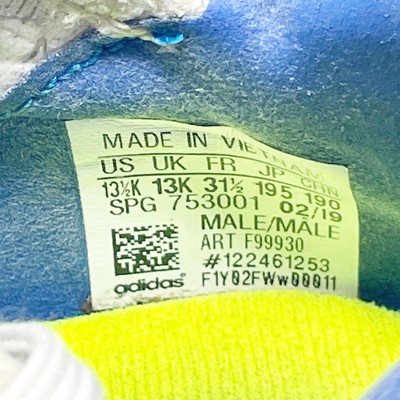 MADE IN VIETNAM
US UK FR JP CHN
13½K 13K 31½ 195 190
SPG 753001 02/19
MALE/MÂLE
ART F99930
#122461253
F1Y02FWw00011
adidas